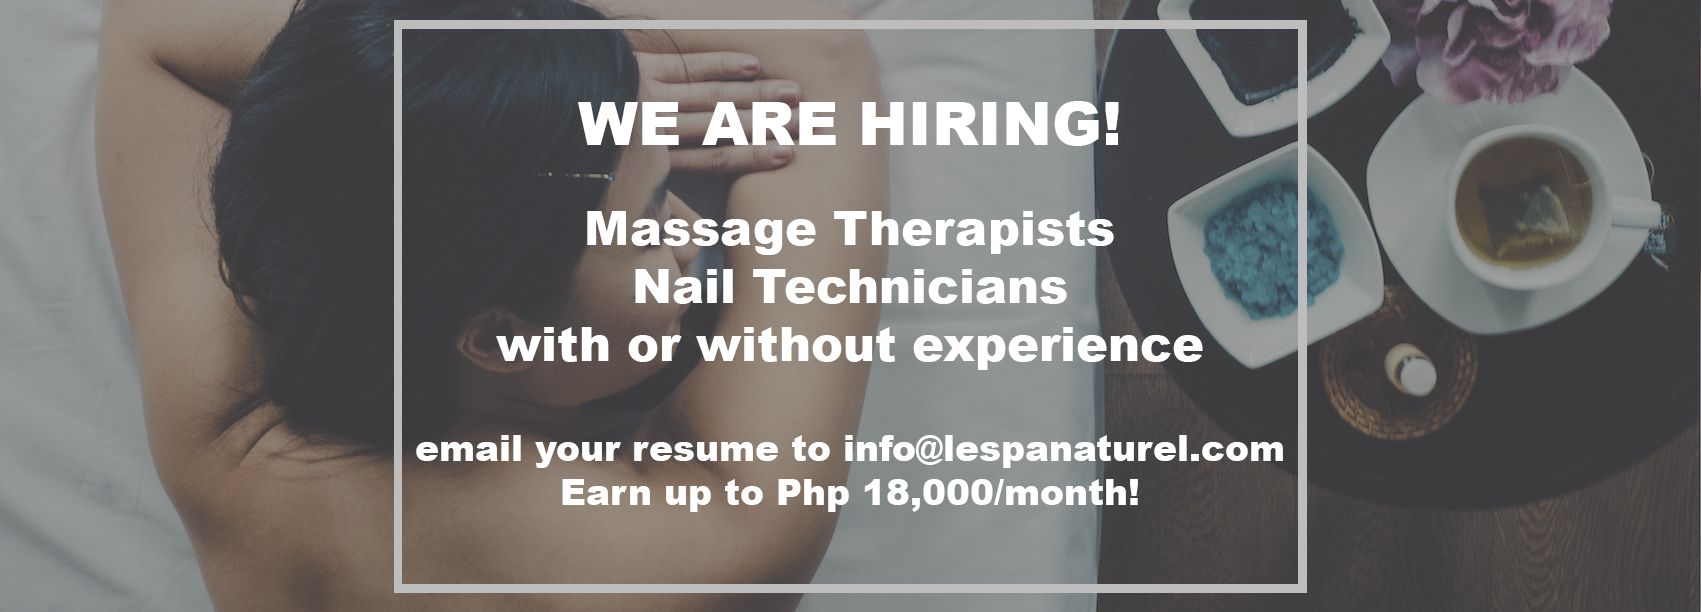 WE ARE HIRING!
Massage Therapists
Nail Technicians
with or without experience
email your resume to info@lespanaturel.com
Earn up to Php 18,000/month!